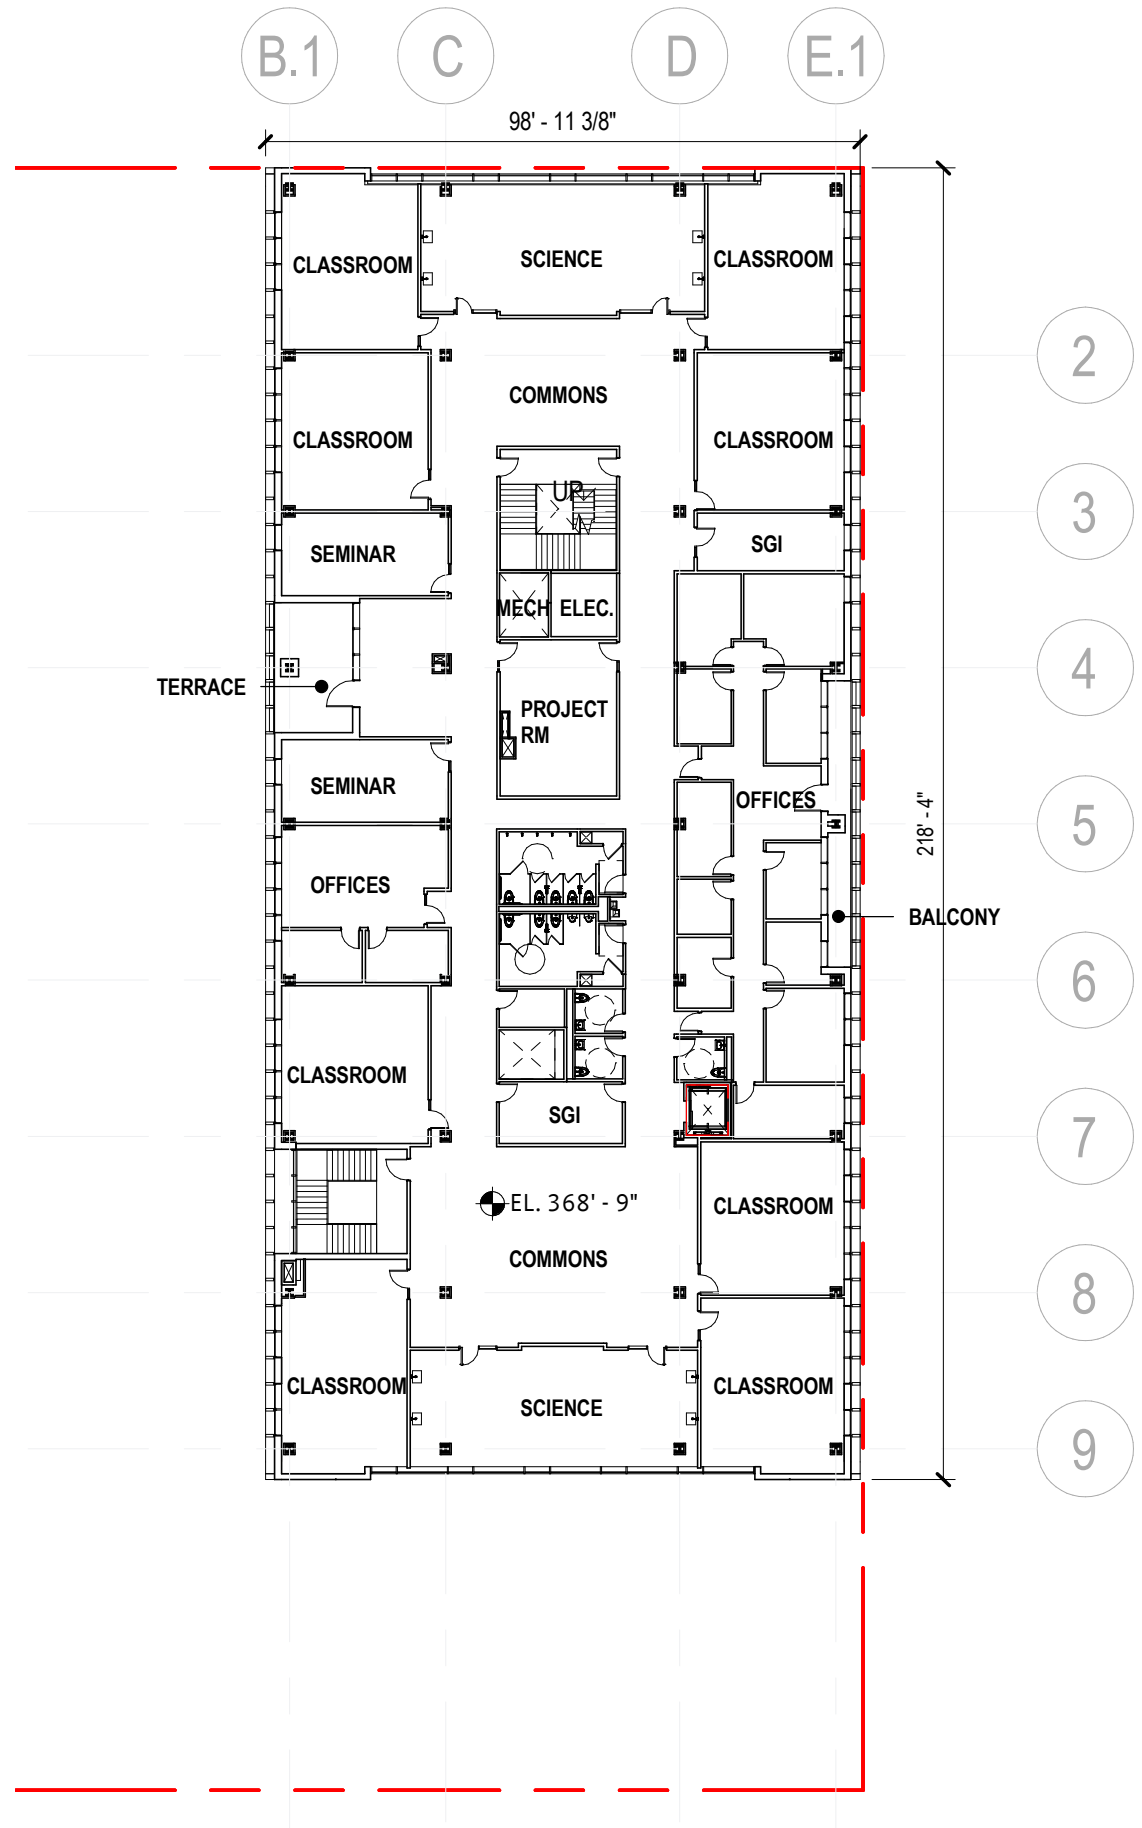 B.1
C
D
E.1
98' - 11 3/8"
CLASSROOM
SCIENCE
CLASSROOM
2
COMMONS
CLASSROOM
CLASSROOM
UP
3
SEMINAR
SGI
MECH
ELEC.
4
TERRACE
PROJECT
RM
SEMINAR
OFFICES
5
218' - 4"
OFFICES
BALCONY
6
CLASSROOM
SGI
7
EL. 368' - 9"
CLASSROOM
COMMONS
8
CLASSROOM
CLASSROOM
SCIENCE
9